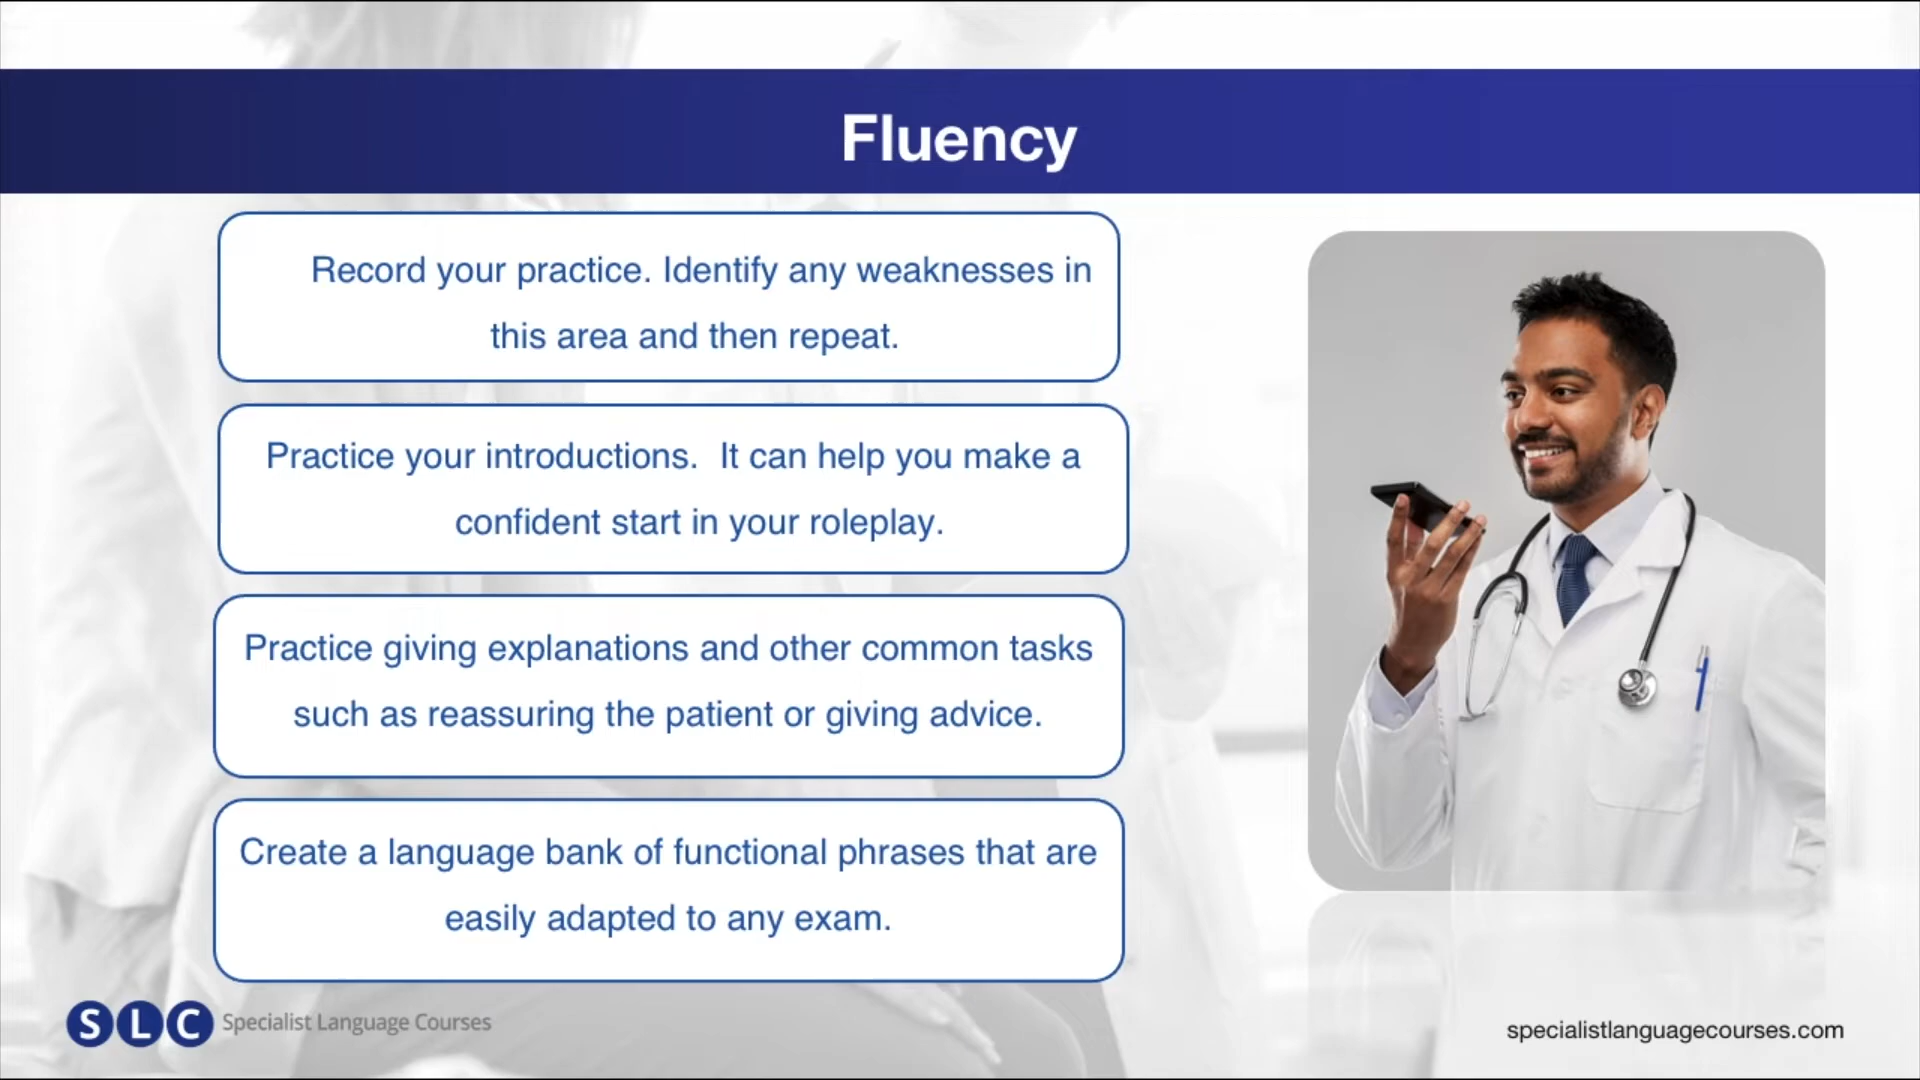 Fluency
Record your practice. Identify any weaknesses in
this area and then repeat.
Practice your introductions.  It can help you make a
confident start in your roleplay.
Practice giving explanations and other common tasks
such as reassuring the patient or giving advice.
Create a language bank of functional phrases that are
easily adapted to any exam.
SLC Specialist Language Courses
specialistlanguagecourses.com